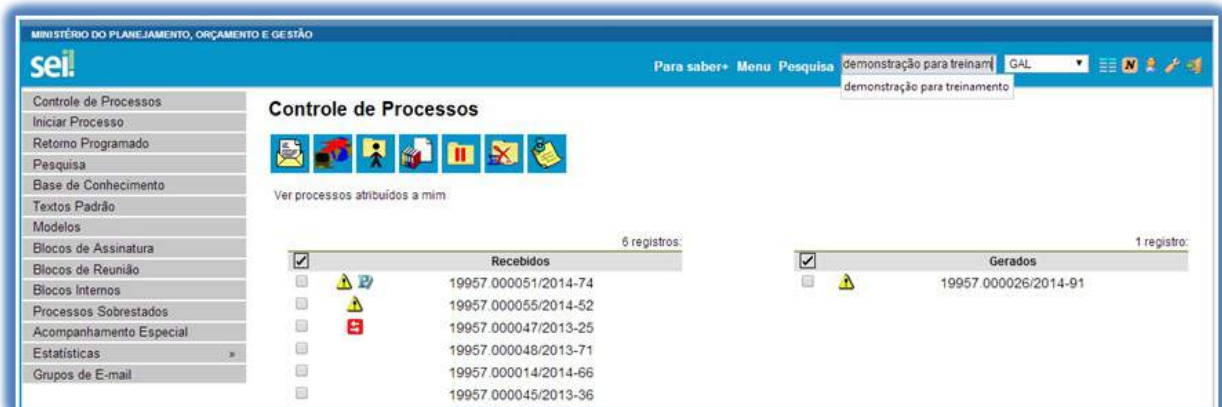 MINISTÉRIO DO PLANEJAMENTO, ORÇAMENTO E GESTÃO
sei!
Para saber+ Menu Pesquisa demonstração para treinam GAL
demonstração para treinamento
Controle de Processos
Iniciar Processo
Retorno Programado
Pesquisa
Base de Conhecimento
Textos Padrão
Modelos
Blocos de Assinatura
Blocos de Reunião
Blocos Internos
Processos Sobrestados
Acompanhamento Especial
Estatísticas »
Grupos de E-mail
Controle de Processos
Ver processos atribuídos a mim
6 registros:
Recebidos
19957.000051/2014-74
19957.000055/2014-52
19957.000047/2013-25
19957.000048/2013-71
19957.000014/2014-66
19957.000045/2013-36
1 registro:
Gerados
19957.000026/2014-91